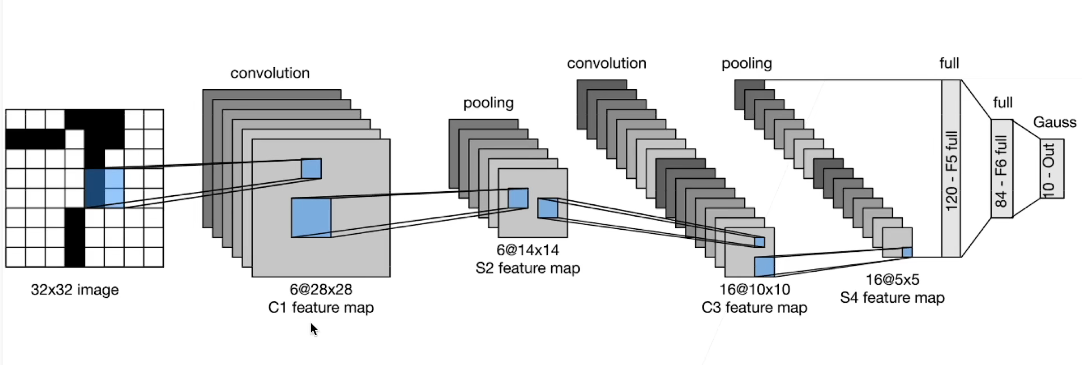 convolution
pooling
convolution
pooling
full
full
Gauss
32x32 image
6@28x28
C1 feature map
6@14x14
S2 feature map
16@10x10
C3 feature map
16@5x5
S4 feature map
120 - F5 full
84 - F6 full
10 - Out